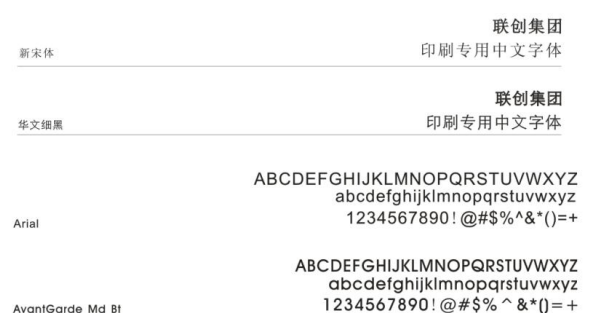 联创集团
新宋体
印刷专用中文字体
联创集团
华文细黑
印刷专用中文字体
ABCDEFGHIJKLMNOPQRSTUVWXYZ
abcdefghijklmnopqrstuvwxyz
1234567890!@#$%^&*()=+
Arial
ABCDEFGHIJKLMNOPQRSTUVWXYZ
abcdefghijklmnopqrstuvwxyz
1234567890!@#$%^&*()=+
AvantGarde Md Bt